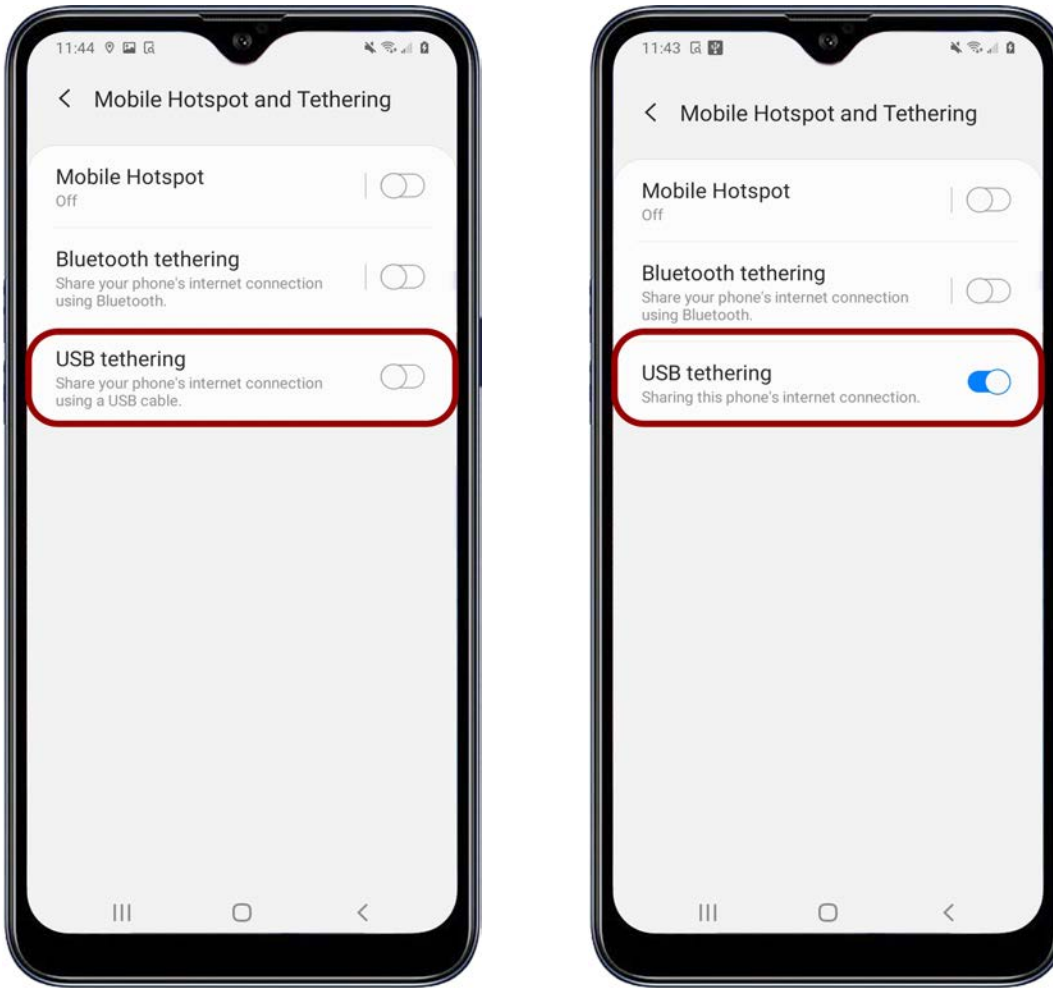 11:44
Mobile Hotspot and Tethering
Mobile Hotspot
Off
Bluetooth tethering
Share your phone's internet connection
using Bluetooth.
USB tethering
Share your phone's internet connection
using a USB cable.
11:43
Mobile Hotspot and Tethering
Mobile Hotspot
Off
Bluetooth tethering
Share your phone's internet connection
using Bluetooth.
USB tethering
Sharing this phone's internet connection.